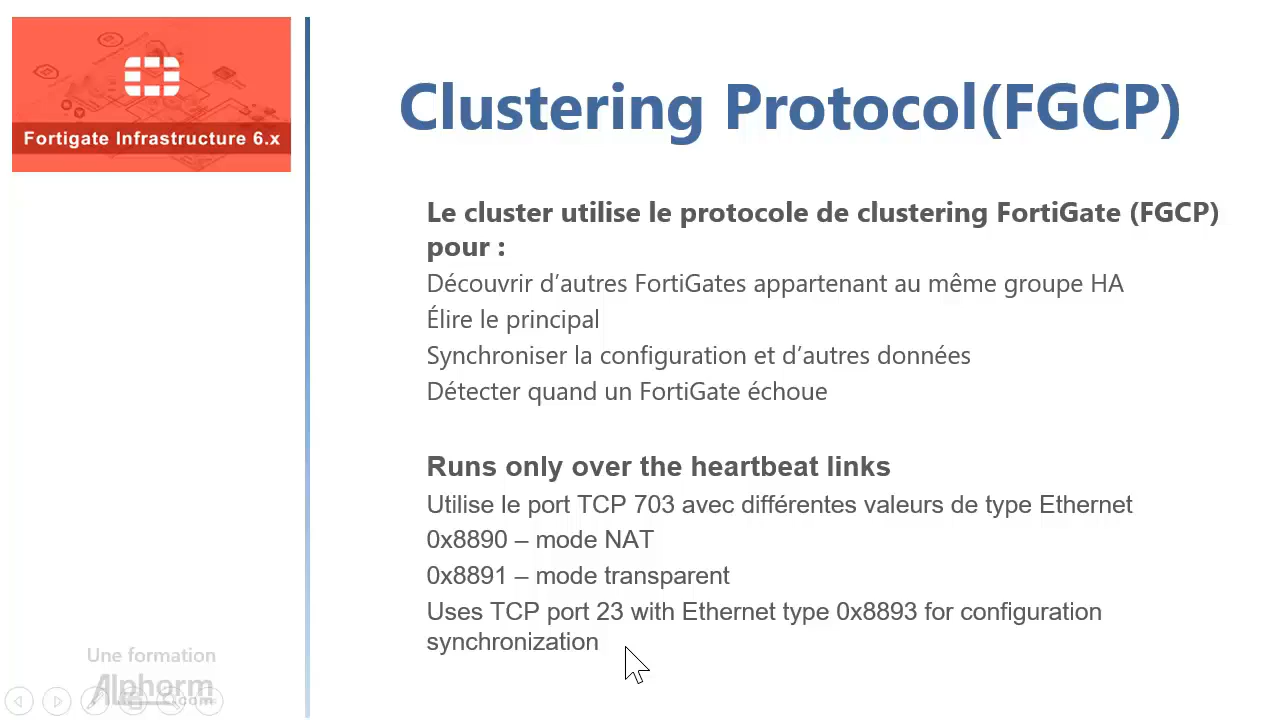 Fortigate Infrastructure 6.x
Clustering Protocol(FGCP)
Le cluster utilise le protocole de clustering FortiGate (FGCP)
pour :
Découvrir d’autres FortiGates appartenant au même groupe HA
Élire le principal
Synchroniser la configuration et d’autres données
Détecter quand un FortiGate échoue
Runs only over the heartbeat links
Utilise le port TCP 703 avec différentes valeurs de type Ethernet
0x8890 – mode NAT
0x8891 – mode transparent
Uses TCP port 23 with Ethernet type 0x8893 for configuration
synchronization
Une formation
Alphorm
.com